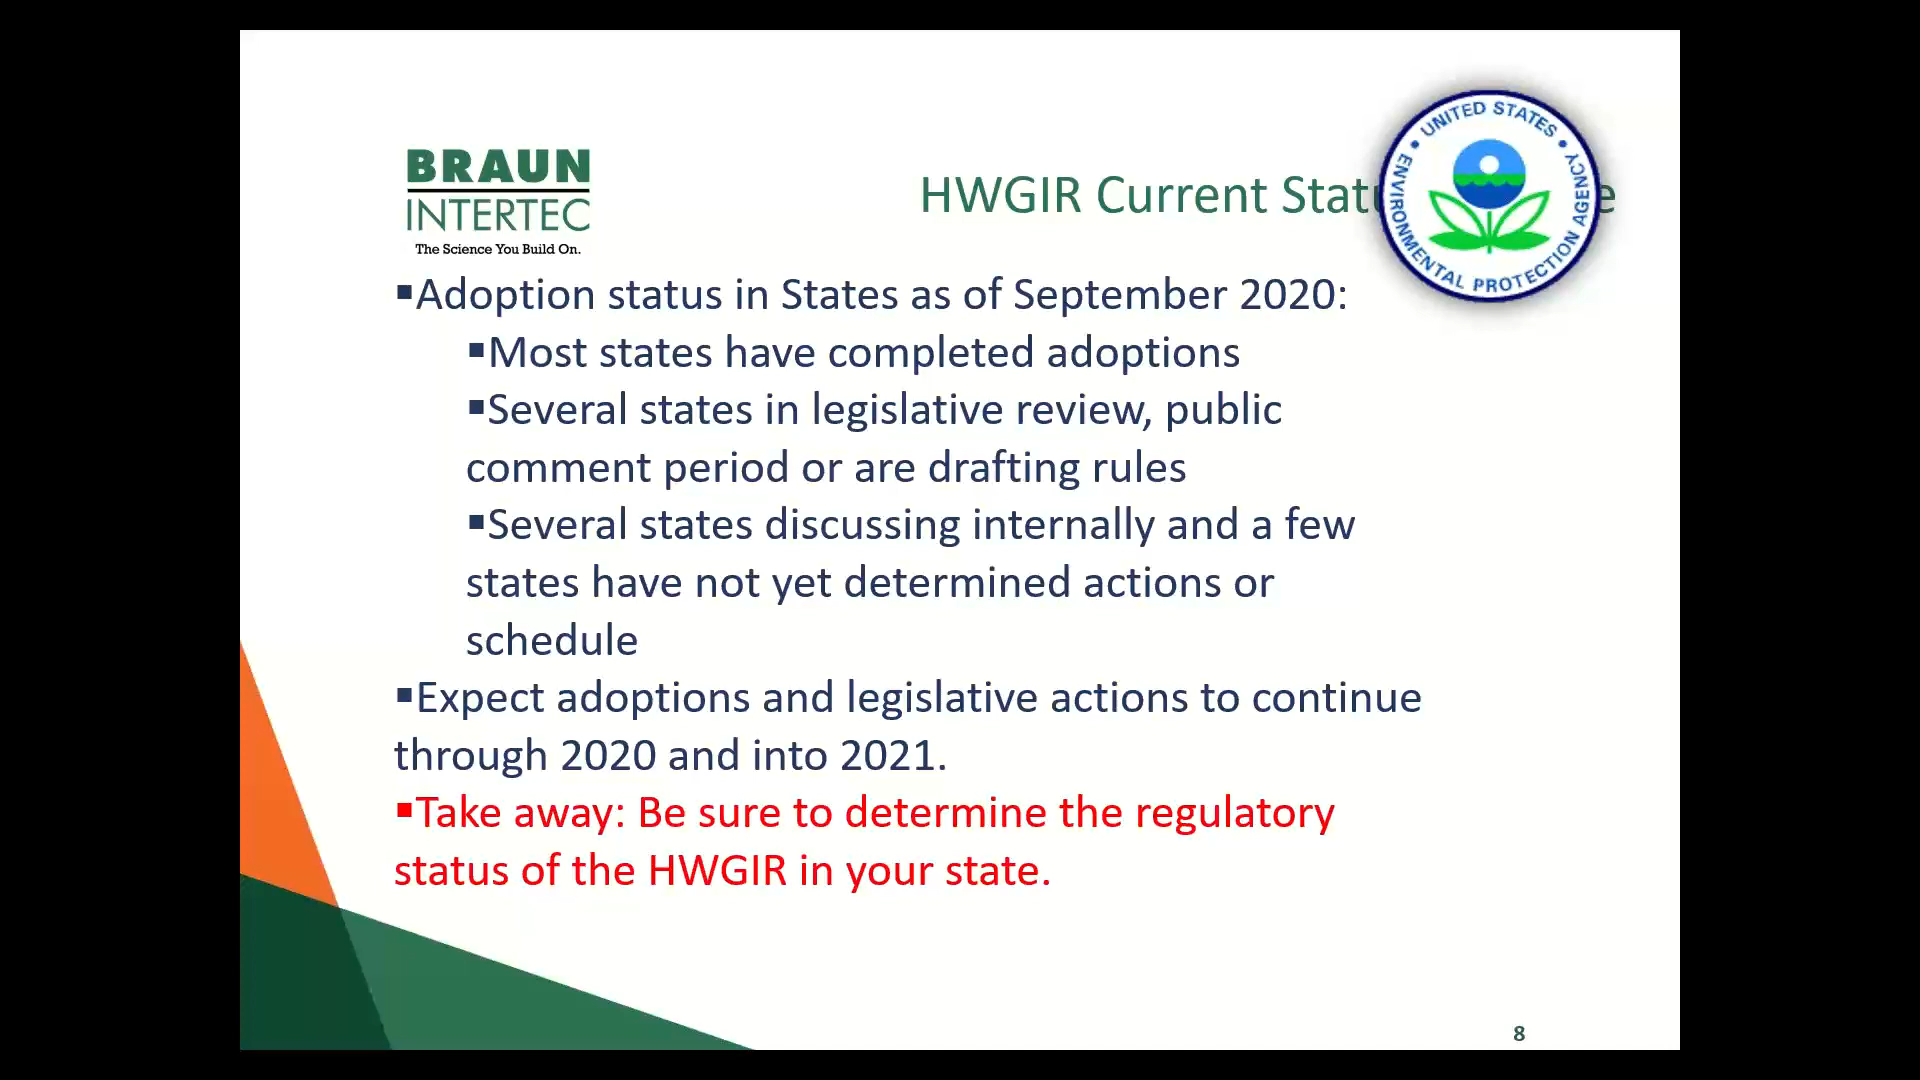 BRAUN
INTERTEC
The Science You Build On.
HWGIR Current
UNITED STATES
ENVIRONMENTAL PROTECTION AGENCY
▪Adoption status in States as of September 2020:
▪Most states have completed adoptions
▪Several states in legislative review, public
comment period or are drafting rules
▪Several states discussing internally and a few
states have not yet determined actions or
schedule
▪Expect adoptions and legislative actions to continue
through 2020 and into 2021.
▪Take away: Be sure to determine the regulatory
status of the HWGIR in your state.
8